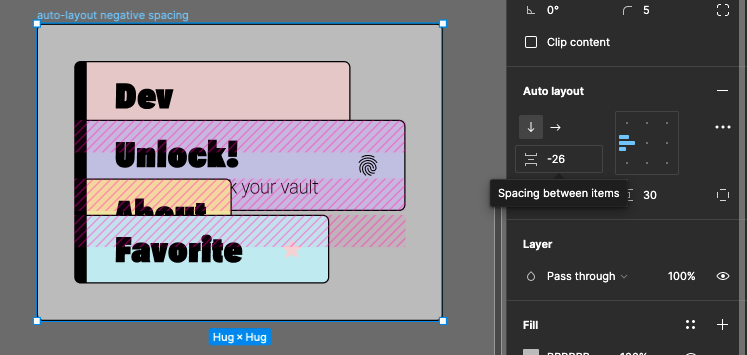 auto-layout negative spacing
Dev
Unlock!
k your vault
About
Favorite
Hug × Hug
0°
5
Clip content
Auto layout
-26
Spacing between items
30
Layer
Pass through
100%
Fill
100%